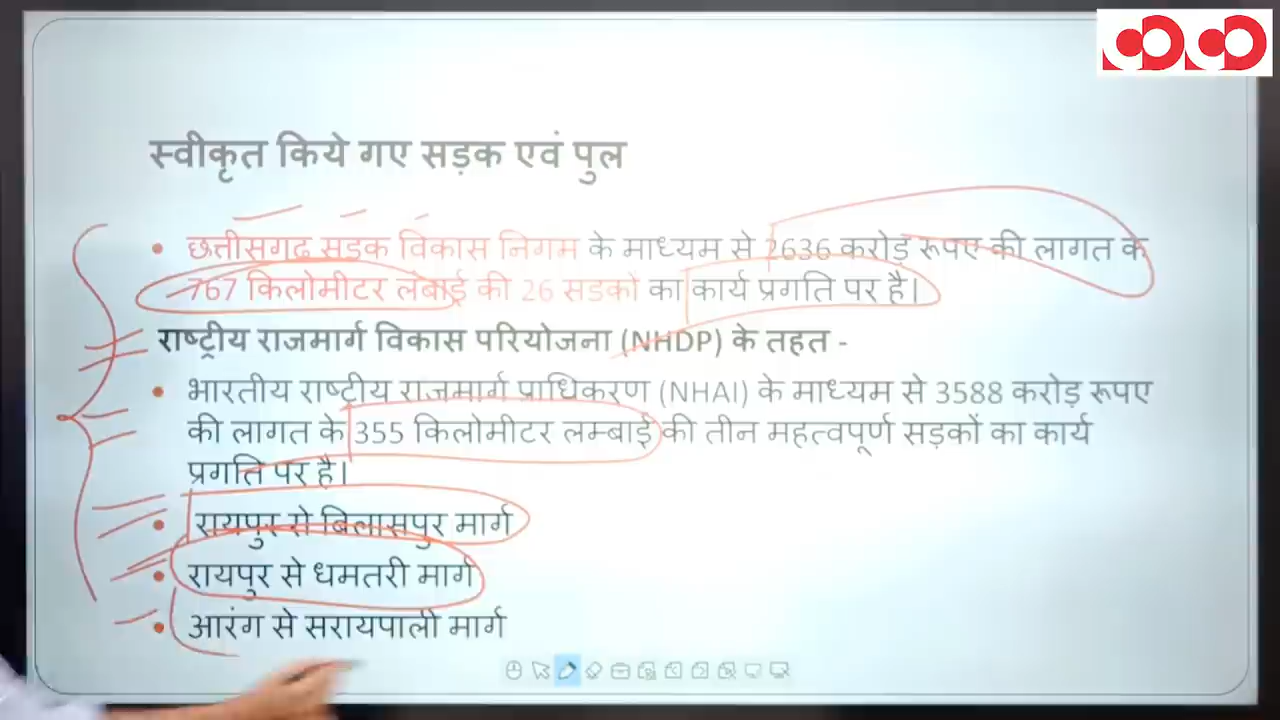 स्वीकृत किये गए सड़क एवं पुल
• छत्तीसगढ़ सड़क विकास निगम के माध्यम से 2636 करोड़ रूपए की लागत के
767 किलोमीटर लंबाई की 26 सडकों का कार्य प्रगति पर है।
राष्ट्रीय राजमार्ग विकास परियोजना (NHDP) के तहत -
• भारतीय राष्ट्रीय राजमार्ग प्राधिकरण (NHAI) के माध्यम से 3588 करोड़ रूपए
की लागत के 355 किलोमीटर लम्बाई की तीन महत्वपूर्ण सड़कों का कार्य
प्रगति पर है।
• रायपुर से बिलासपुर मार्ग
• रायपुर से धमतरी मार्ग
• आरंग से सरायपाली मार्ग